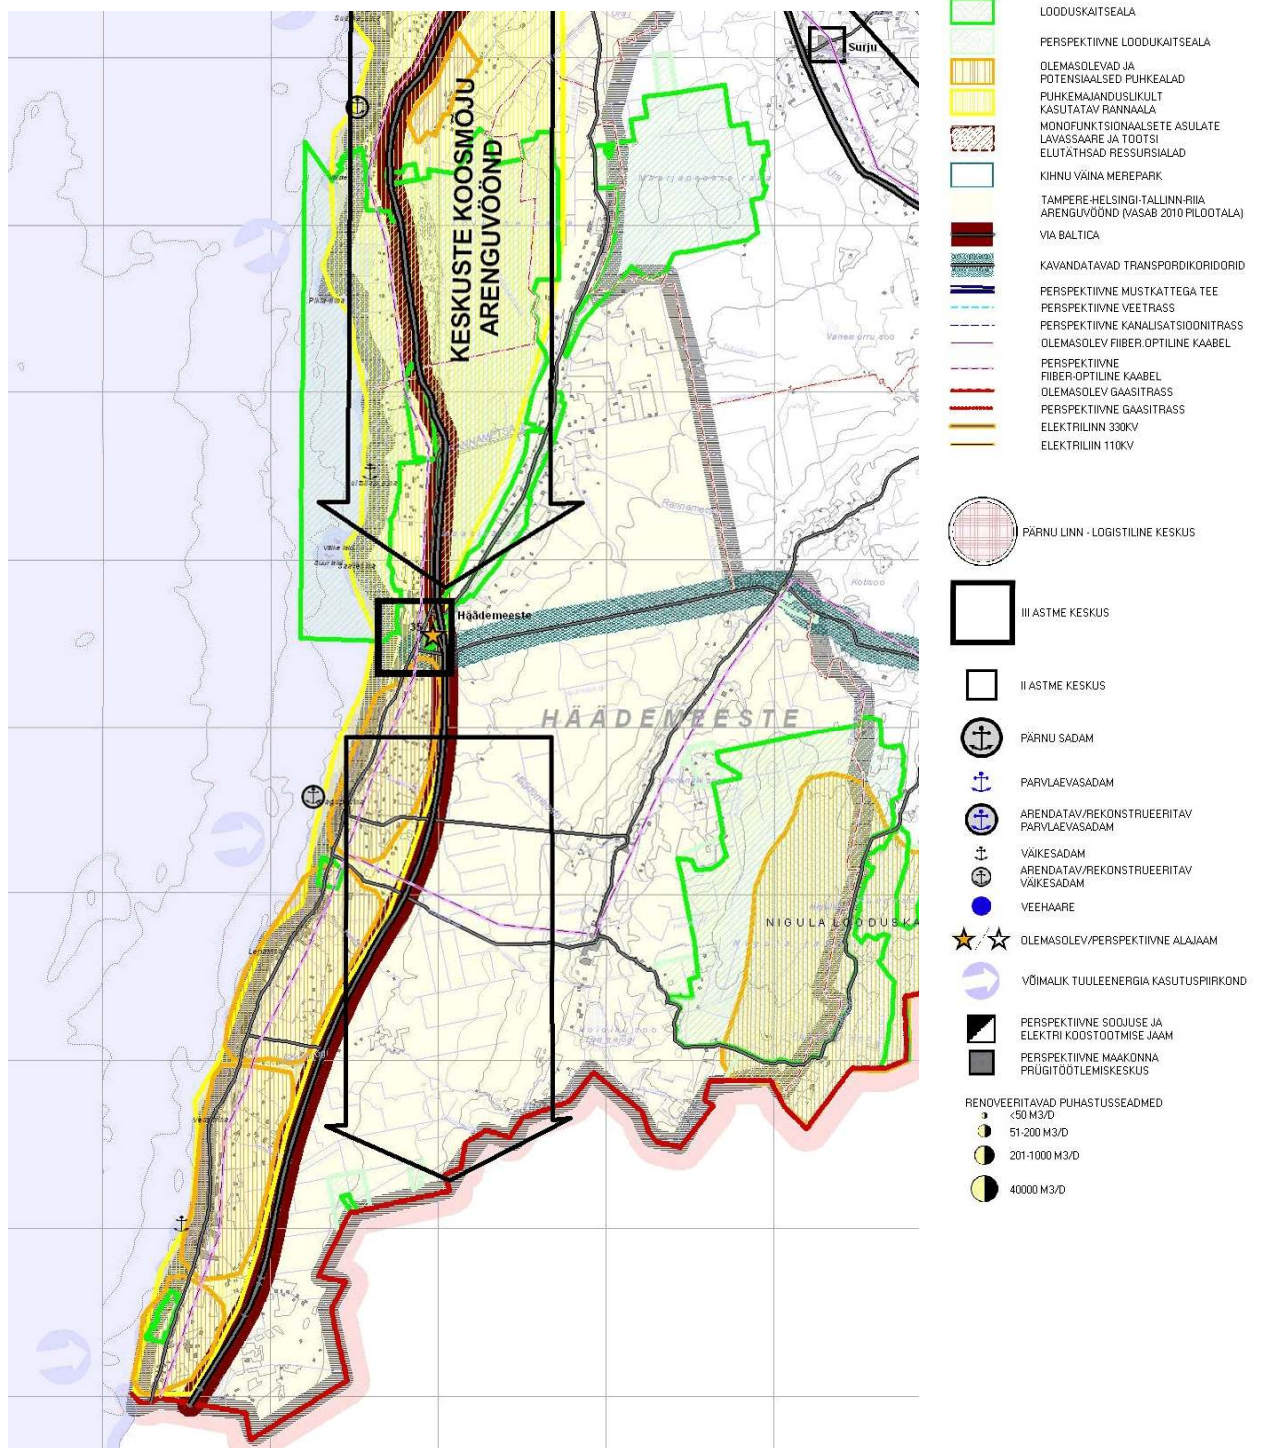 Surju
KESKUSTE KOOSMÕJU
ARENGUVÖÖND
Häädemeeste
35
HÄÄDEMEESTE
NIGULA LOODUSKA
LOODUSKAITSEALA
PERSPEKTIIVNE LOODUKAITSEALA
OLEMASOLEVAD JA
POTENSIAALSED PUHKEALAD
PUHKEMAJANDUSLIKULT
KASUTATAV RANNAALA
MONOFUNKTSIONAALSETE ASULATE
LAVASSAARE JA TOOTSI
ELUTÄTHSAD RESSURSIALAD
KIHNU VÄINA MEREPARK
TAMPERE-HELSINGI-TALLINN-RIIA
ARENGUVÖÖND (VASAB 2010 PILOOTALA)
VIA BALTICA
KAVANDATAVAD TRANSPORDIKORIDORID
PERSPEKTIIVNE MUSTKATTEGA TEE
PERSPEKTIIVNE VEETRASS
PERSPEKTIIVNE KANALISATSIOONITRASS
OLEMASOLEV FIIBER.OPTILINE KAABEL
PERSPEKTIIVNE
FIIBER-OPTILINE KAABEL
OLEMASOLEV GAASITRASS
PERSPEKTIIVNE GAASITRASS
ELEKTRILINN 330KV
ELEKTRILIIN 110KV
PÄRNU LINN - LOGISTILINE KESKUS
III ASTME KESKUS
II ASTME KESKUS
PÄRNU SADAM
PARVLAEVASADAM
ARENDATAV/REKONSTRUEERITAV
PARVLAEVASADAM
VÄIKESADAM
ARENDATAV/REKONSTRUEERITAV
VÄIKESADAM
VEEHAARE
OLEMASOLEV/PERSPEKTIIVNE ALAJAAM
VÕIMALIK TUULEENERGIA KASUTUSPIIRKOND
PERSPEKTIIVNE SOOJUSE JA
ELEKTRI KOOSTOOTMISE JAAM
PERSPEKTIIVNE MAAKONNA
PRÜGITÖÖTLEMISKESKUS
RENOVEERITAVAD PUHASTUSSEADMED
<50 M3/D
51-200 M3/D
201-1000 M3/D
40000 M3/D